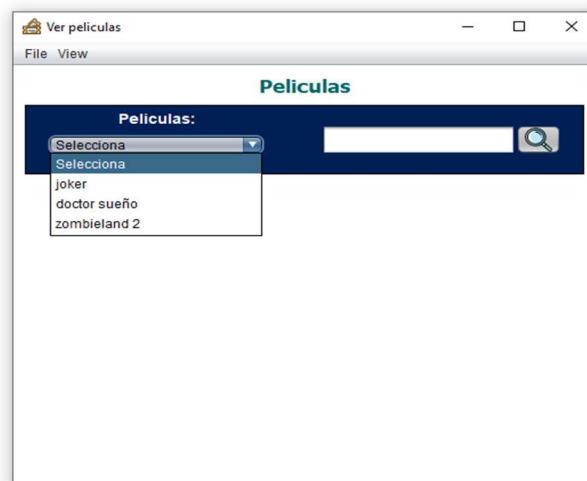 Ver peliculas
File View
Peliculas
Peliculas:
Selecciona
Selecciona
joker
doctor sueño
zombieland 2